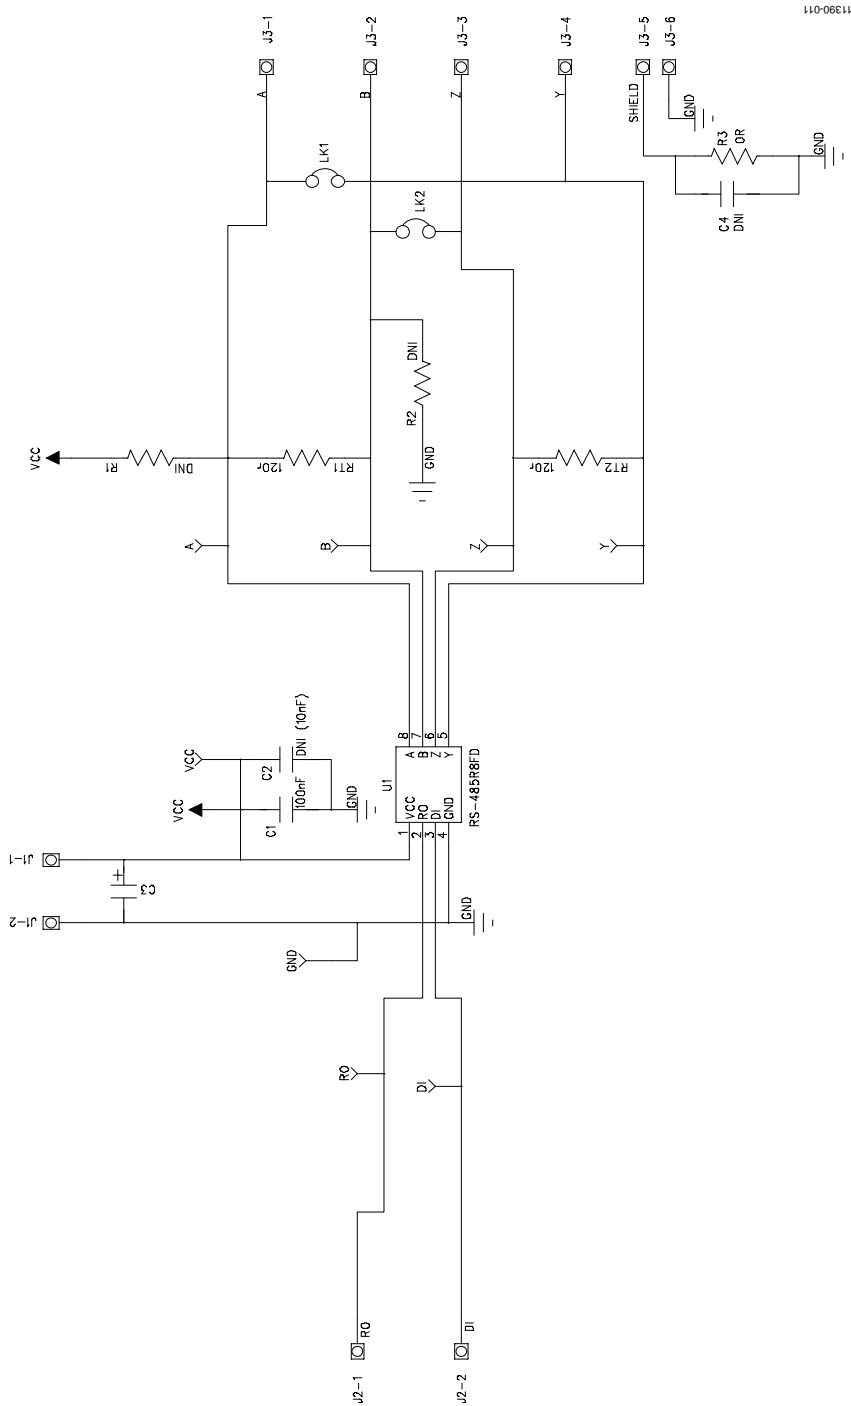 11390-011
J3-1
J3-2
J3-3
J3-4
J3-5
J3-6
A
B
Z
Y
SHIELD
GND
R3
0R
GND
C4
DNI
LK1
LK2
VCC
R1
DNI
120r
RT1
DNI
R2
GND
120r
RT2
A
B
Z
Y
VCC
VCC
C2
DNI (10nF)
C1
100nF
GND
U1
8
7
6
5
A
B
Z
Y
VCC
RO
DI
GND
1
2
3
4
RS-485R8FD
J1-1
C3
+
J1-2
GND
GND
RO
DI
RO
DI
J2-1
J2-2